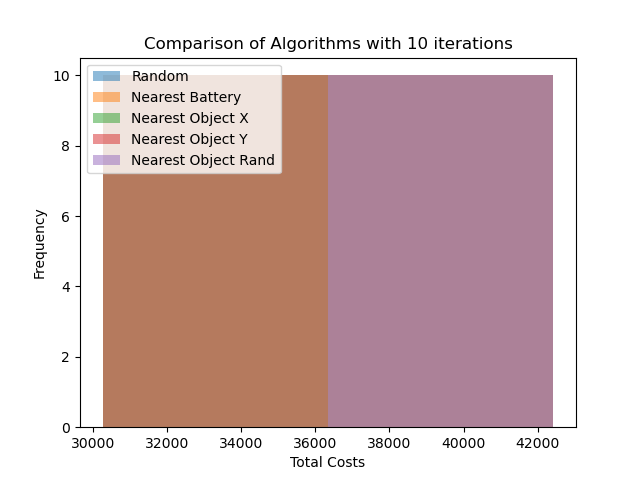 Comparison of Algorithms with 10 iterations
Random
Nearest Battery
Nearest Object X
Nearest Object Y
Nearest Object Rand
10
8
6
4
2
0
Frequency
30000 32000 34000 36000 38000 40000 42000
Total Costs